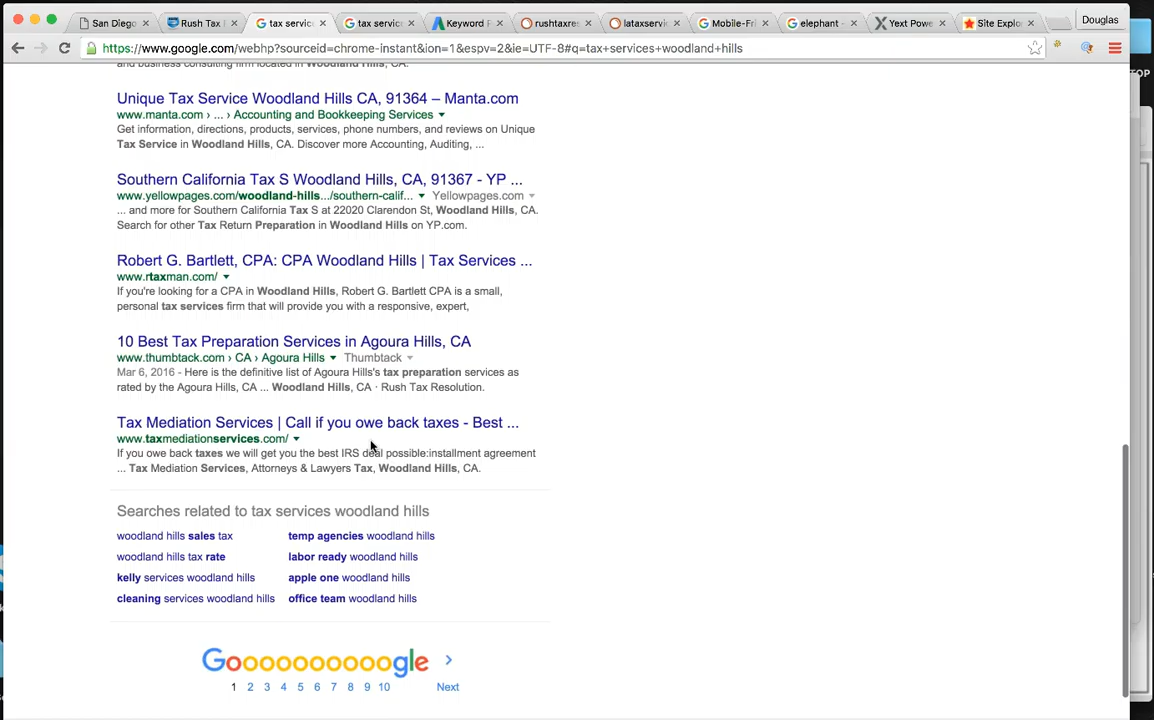 San Diego
Rush Tax
tax servic
tax servic
Keyword P
rushtaxres
lataxservic
Mobile-Fri
elephant -
Yext Powe
Site Explo
Douglas
https://www.google.com/webhp?sourceid=chrome-instant&ion=1&espv=2&ie=UTF-8#q=tax+services+woodland+hills
TOP
and business consulting firm located in Woodland Hills, CA.
Unique Tax Service Woodland Hills CA, 91364 – Manta.com
www.manta.com › ... › Accounting and Bookkeeping Services
Get information, directions, products, services, phone numbers, and reviews on Unique
Tax Service in Woodland Hills, CA. Discover more Accounting, Auditing, ...
Southern California Tax S Woodland Hills, CA, 91367 - YP ...
www.yellowpages.com/woodland-hills.../southern-calif... Yellowpages.com
... and more for Southern California Tax S at 22020 Clarendon St, Woodland Hills, CA.
Search for other Tax Return Preparation in Woodland Hills on YP.com.
Robert G. Bartlett, CPA: CPA Woodland Hills | Tax Services ...
www.rtaxman.com/
If you're looking for a CPA in Woodland Hills, Robert G. Bartlett CPA is a small,
personal tax services firm that will provide you with a responsive, expert,
10 Best Tax Preparation Services in Agoura Hills, CA
www.thumbtack.com › CA › Agoura Hills Thumbtack
Mar 6, 2016 - Here is the definitive list of Agoura Hills's tax preparation services as
rated by the Agoura Hills, CA ... Woodland Hills, CA · Rush Tax Resolution.
Tax Mediation Services | Call if you owe back taxes - Best ...
www.taxmediationservices.com/
If you owe back taxes we will get you the best IRS deal possible:installment agreement
... Tax Mediation Services, Attorneys & Lawyers Tax, Woodland Hills, CA.
Searches related to tax services woodland hills
woodland hills sales tax temp agencies woodland hills
woodland hills tax rate labor ready woodland hills
kelly services woodland hills apple one woodland hills
cleaning services woodland hills office team woodland hills
Goooooooooogle
1 2 3 4 5 6 7 8 9 10 Next